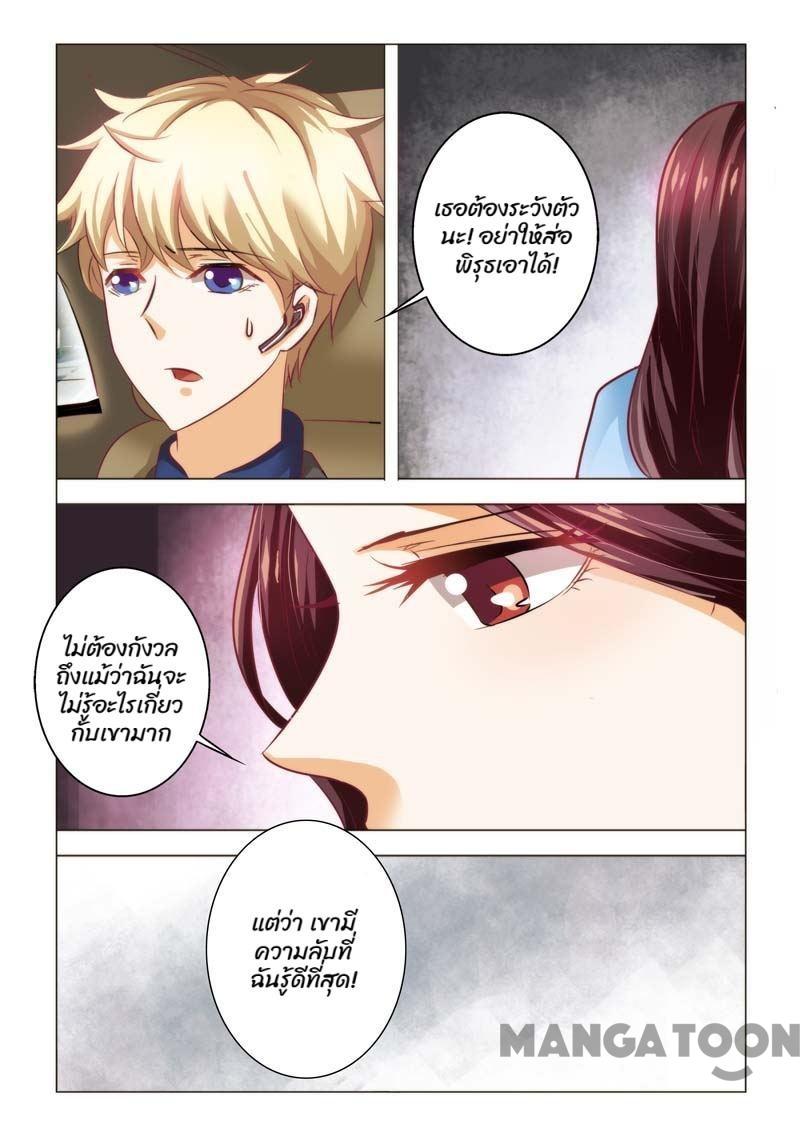 เธอต้องระวังตัว
นะ! อย่าให้ส่อ
พิรุธเอาได้!
ไม่ต้องกังวล
ถึงแม้ว่าฉันจะ
ไม่รู้อะไรเกี่ยว
กับเขามาก
แต่ว่า เขามี
ความลับที่
ฉันรู้ดีที่สุด!
MANGATOON